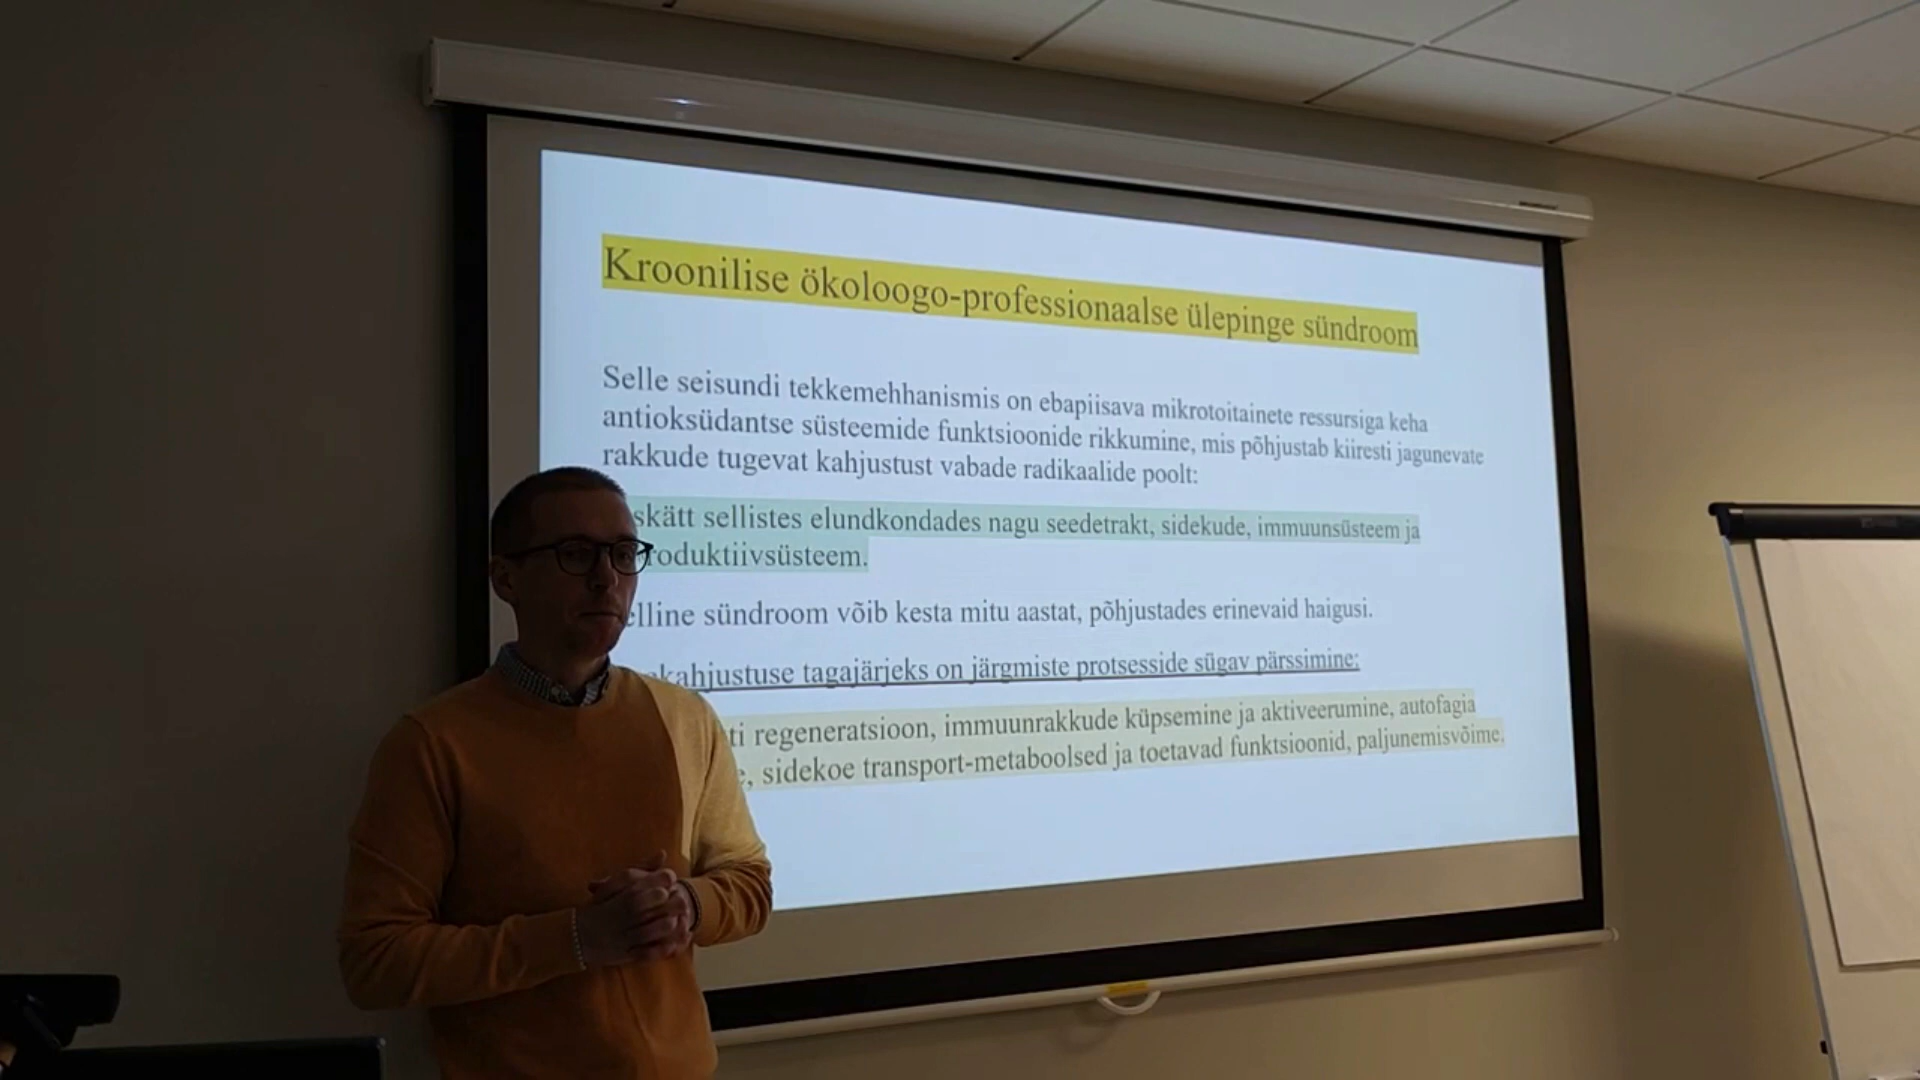 Kroonilise ökoloogo-professionaalse ülepinge sündroom
Selle seisundi tekkemehhanismis on ebapiisava mikrotoitainete ressursiga keha
antioksüdantse süsteemide funktsioonide rikkumine, mis põhjustab kiiresti jagunevate
rakkude tugevat kahjustust vabade radikaalide poolt:
sellistes elundkondades nagu seedetrakt, sidekude, immuunsüsteem ja
roduktiivsüsteem.
elline sündroom võib kesta mitu aastat, põhjustades erinevaid haigusi.
kahjustuse tagajärjeks on järgmiste protsesside sügav pärssimine:
ti regeneratsioon, immuunrakkude küpsemine ja aktiveerumine, autofagia
, sidekoe transport-metaboolsed ja toetavad funktsioonid, paljunemisvõime.